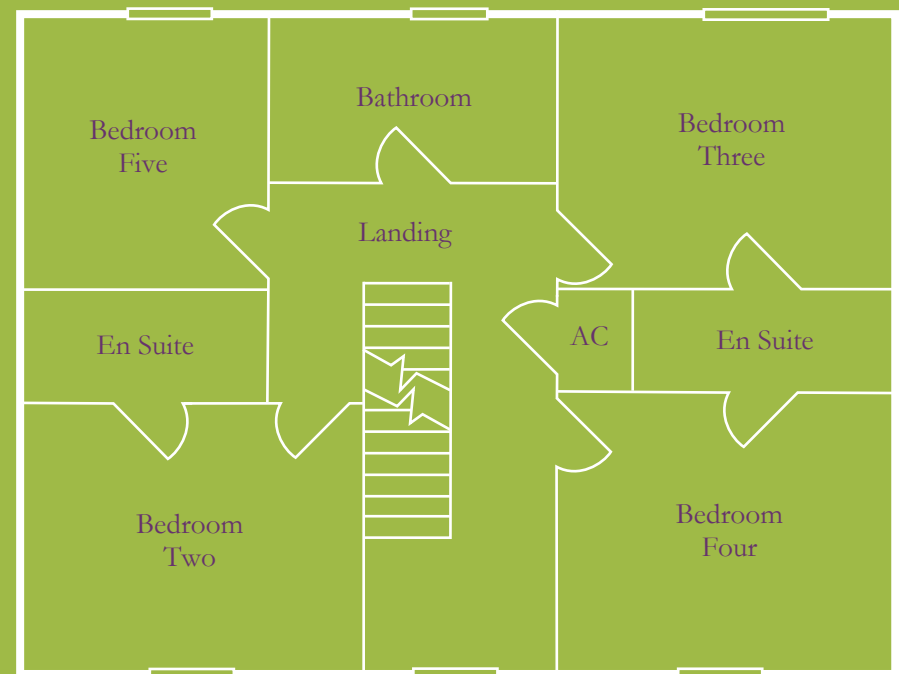 Bedroom
Five
Bathroom
Bedroom
Three
Landing
En Suite
AC
En Suite
Bedroom
Two
Bedroom
Four